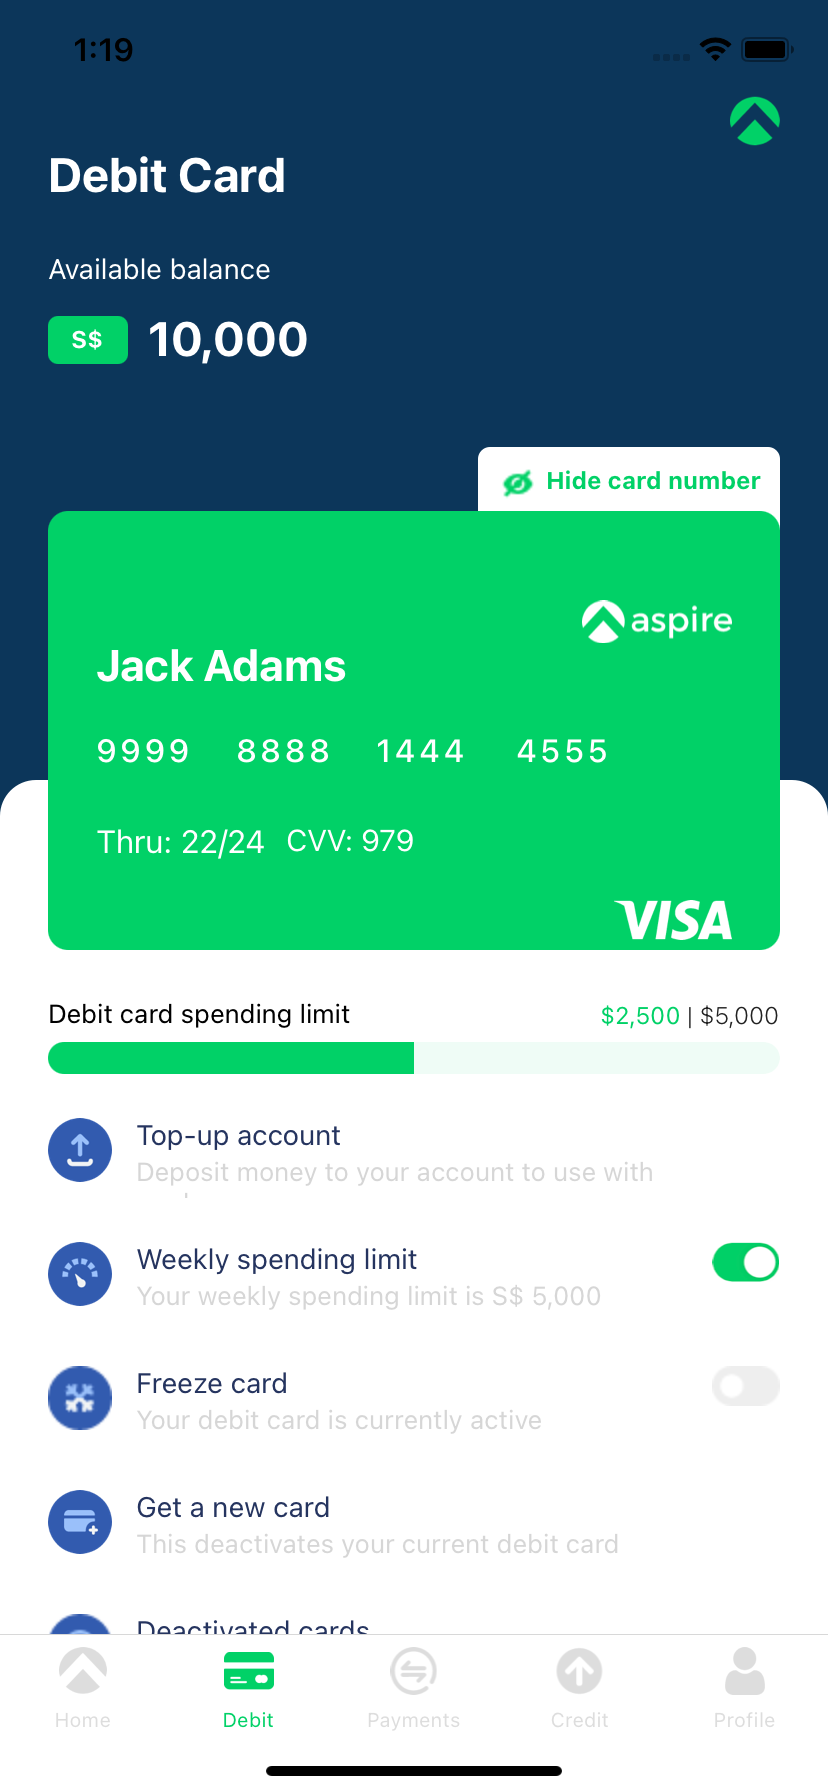 1:19
Debit Card
Available balance
S$ 10,000
Hide card number
aspire
Jack Adams
9999 8888 1444 4555
Thru: 22/24 CVV: 979
VISA
Debit card spending limit $2,500 | $5,000
Top-up account
Deposit money to your account to use with
Weekly spending limit
Your weekly spending limit is S$ 5,000
Freeze card
Your debit card is currently active
Get a new card
This deactivates your current debit card
Deactivated cards
Home Debit Payments Credit Profile